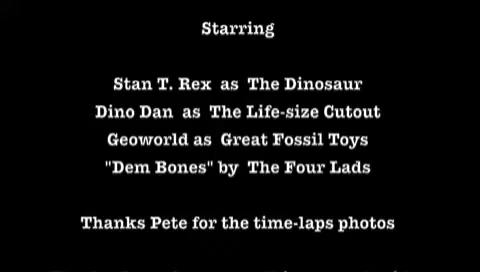 Starring
Stan T. Rex as The Dinosaur
Dino Dan as The Life-size Cutout
Geoworld as Great Fossil Toys
"Dem Bones" by The Four Lads
Thanks Pete for the time-laps photos